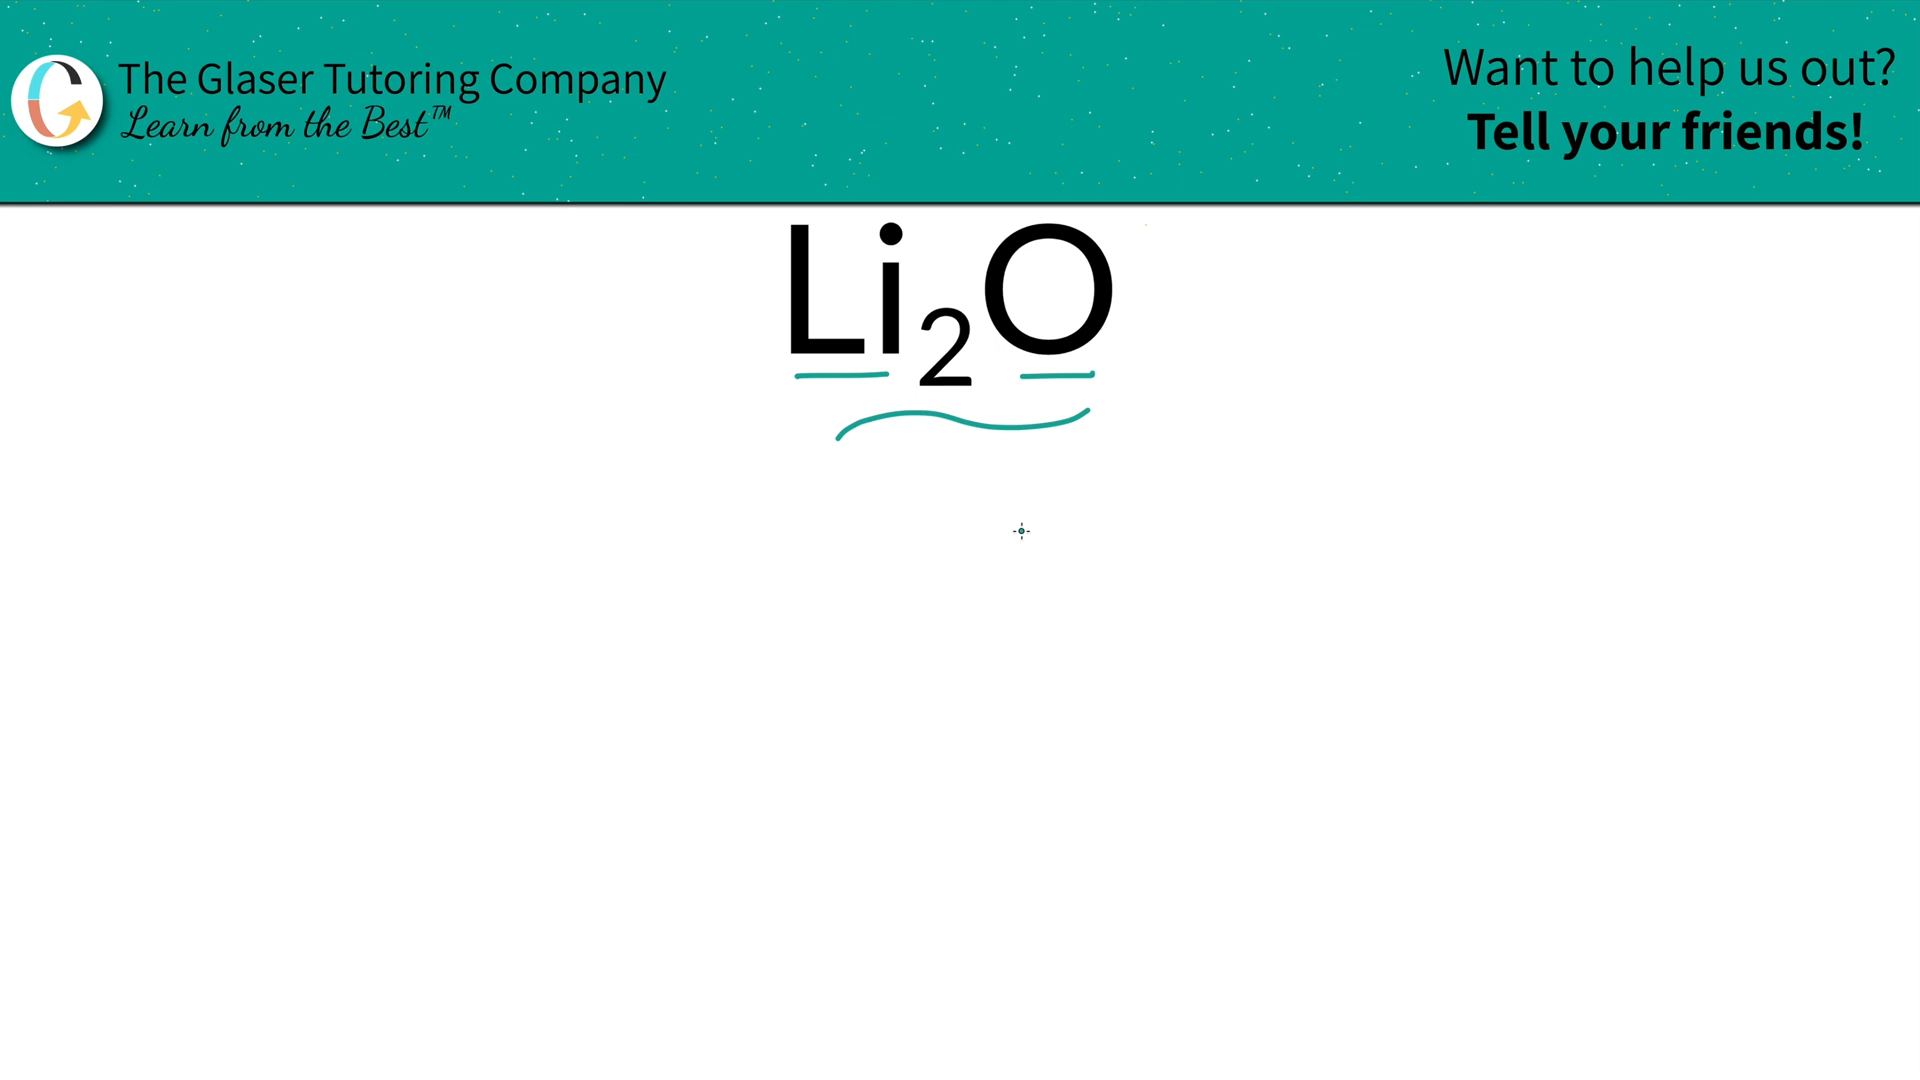 The Glaser Tutoring Company
Learn from the Best™
Want to help us out?
Tell your friends!
Li₂O